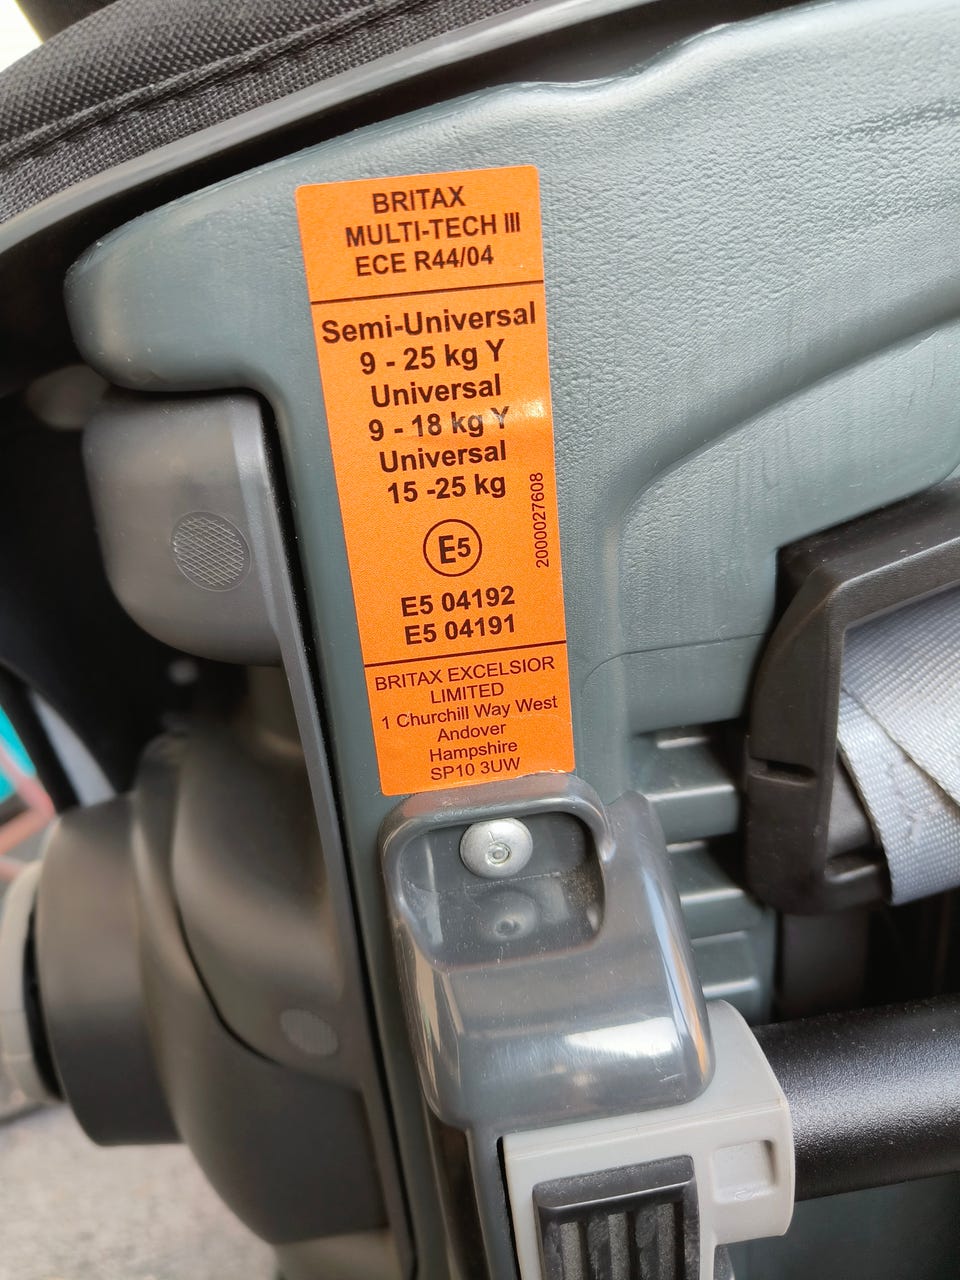 BRITAX
MULTI-TECH III
ECE R44/04
Semi-Universal
9 - 25 kg Y
Universal
9 - 18 kg Y
Universal
15 -25 kg
2000027608
E5
E5 04192
E5 04191
BRITAX EXCELSIOR
LIMITED
1 Churchill Way West
Andover
Hampshire
SP10 3UW